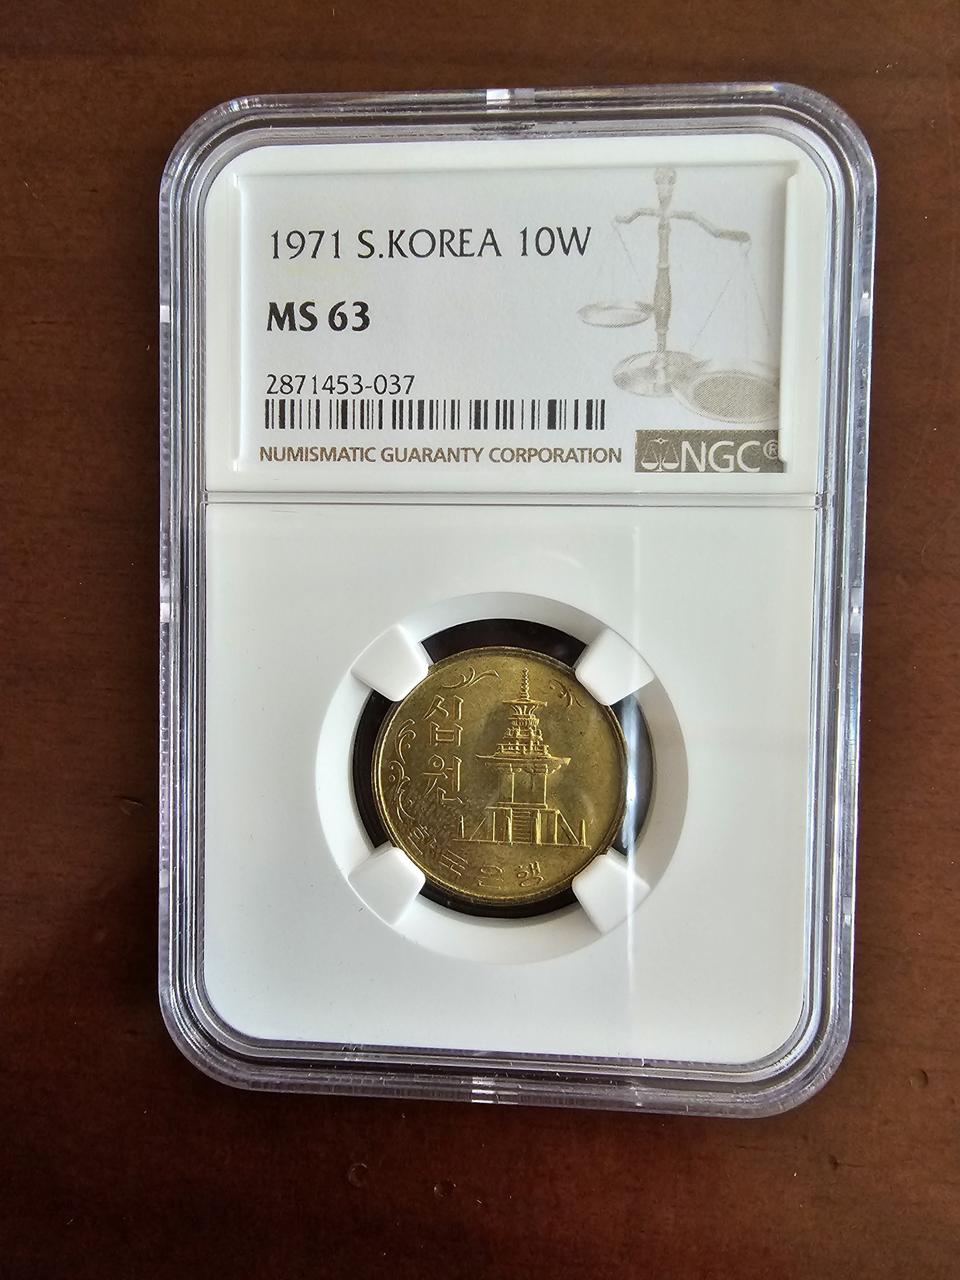 1971 S.KOREA 10W
MS 63
2871453-037
NUMISMATIC GUARANTY CORPORATION
NGC®
십
원
한국은행